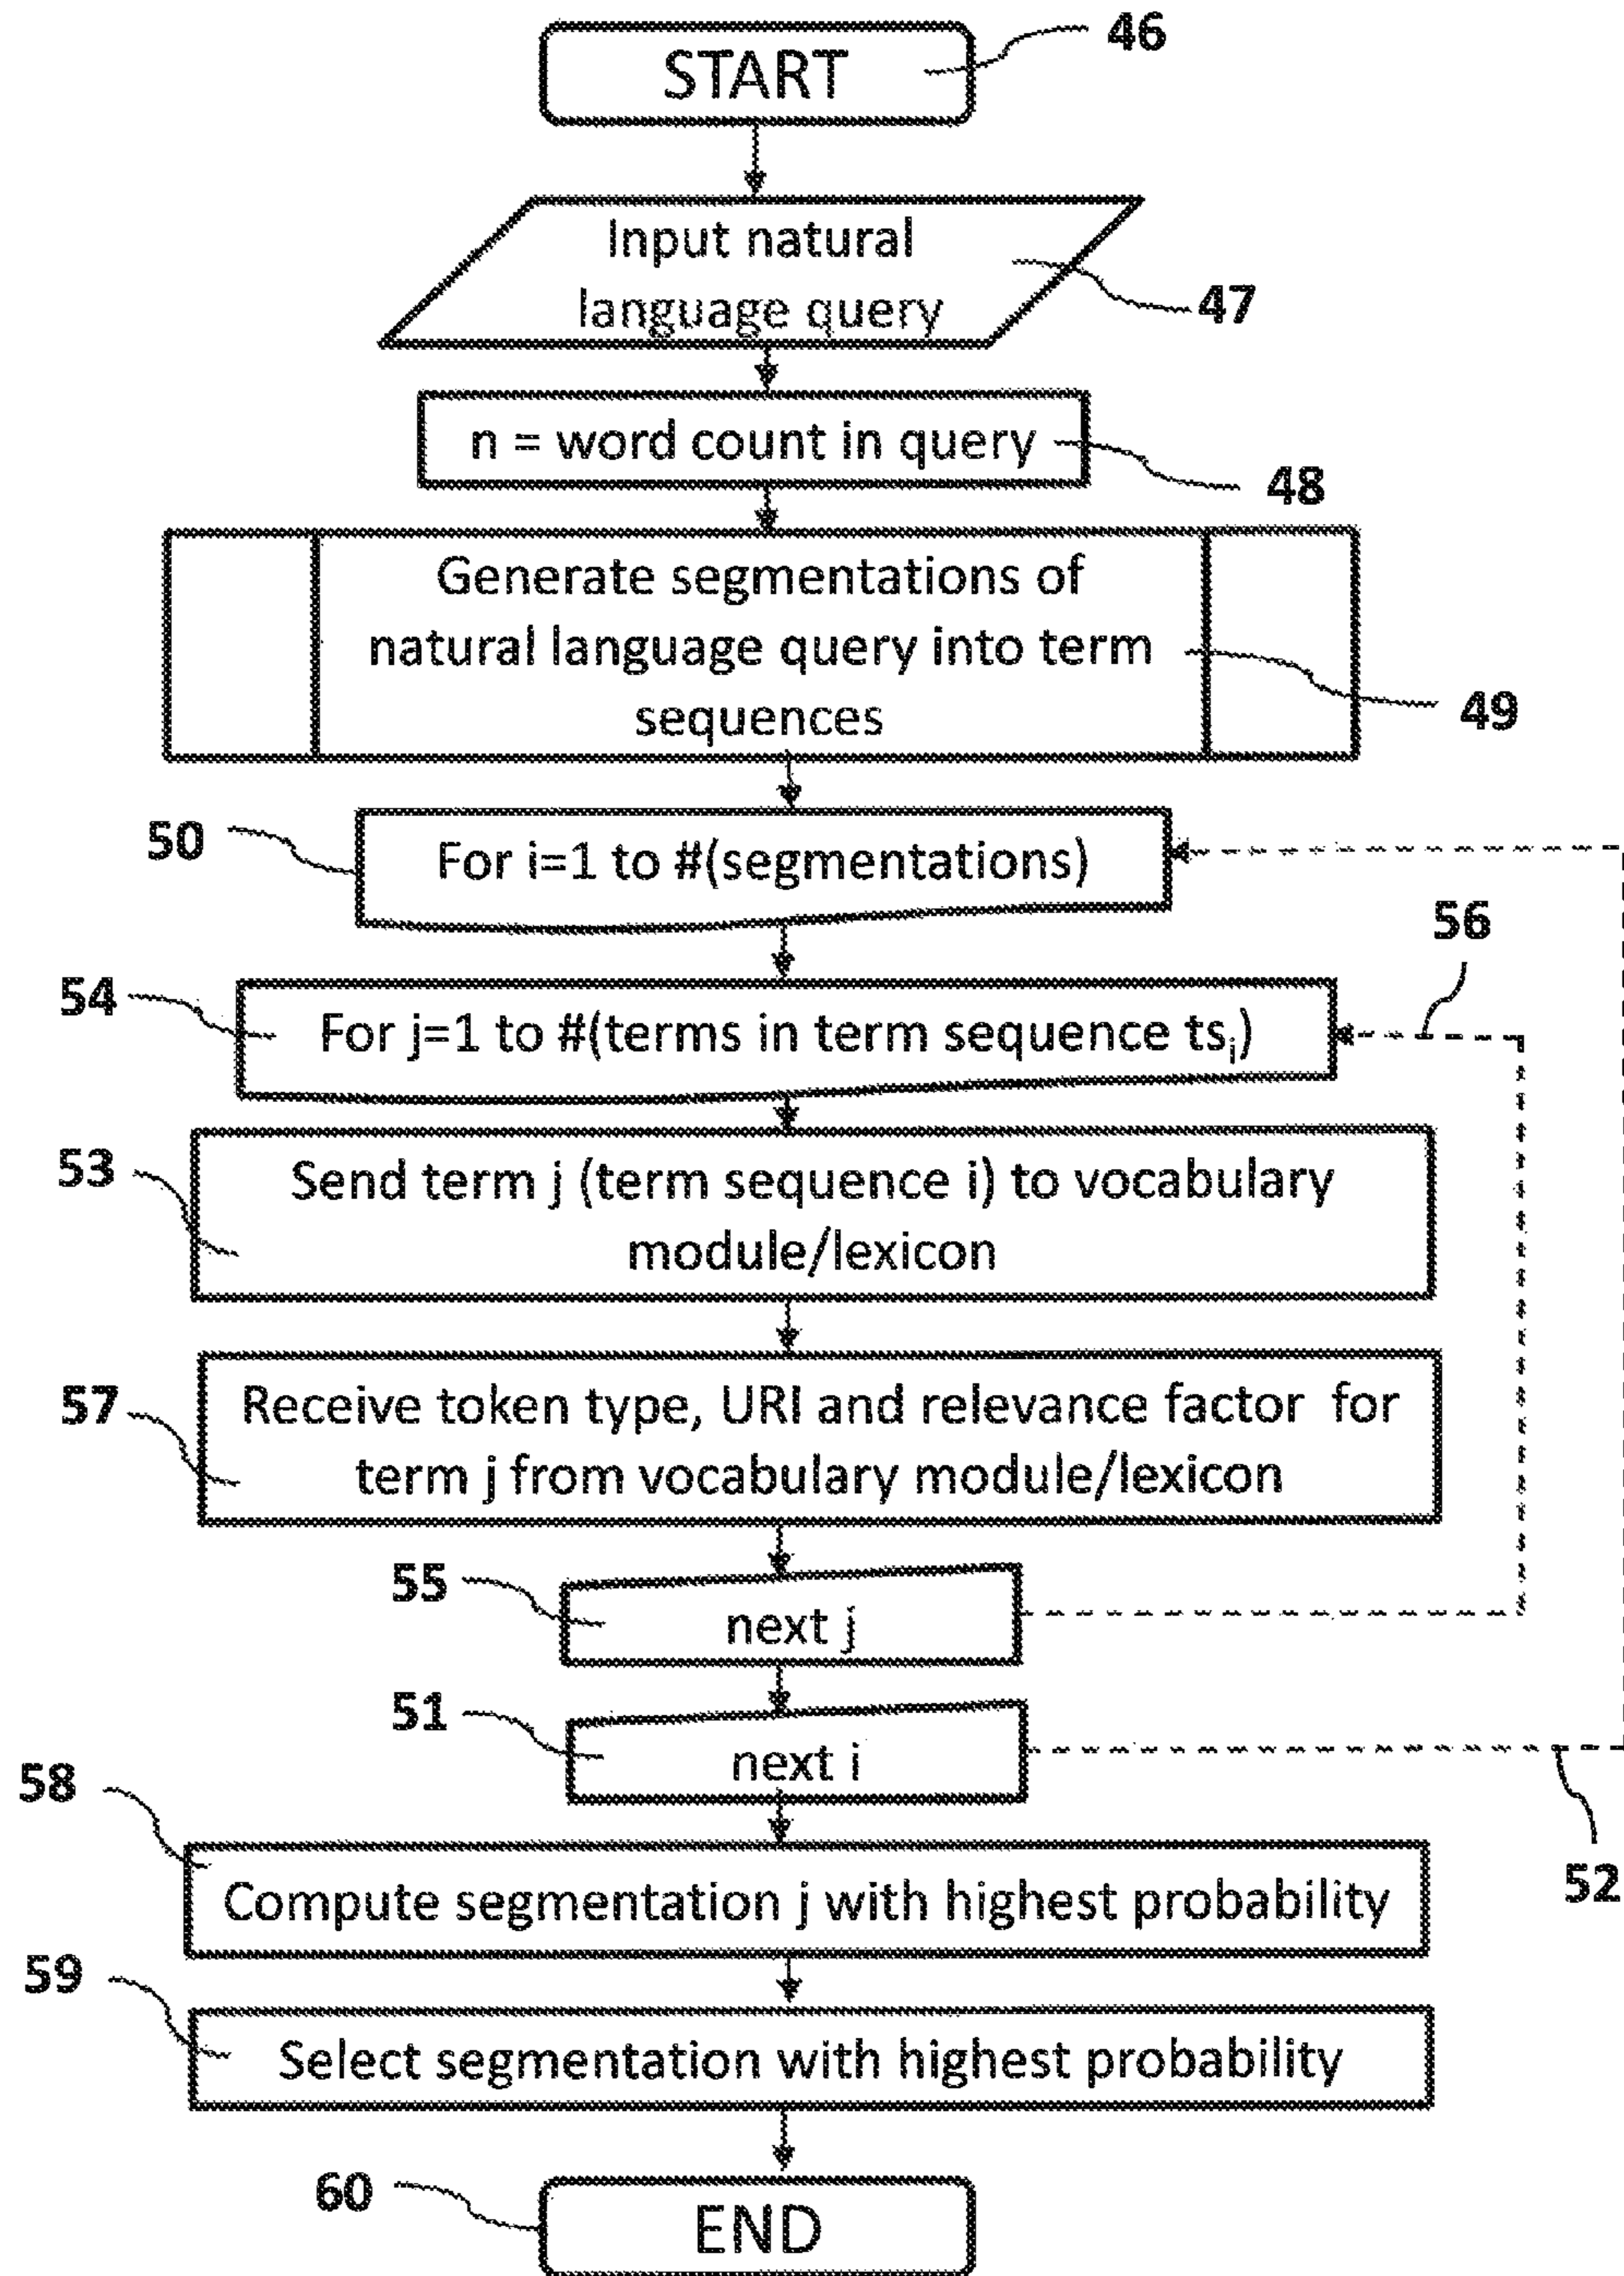 START
46
Input natural
language query
47
n = word count in query
48
Generate segmentations of
natural language query into term
sequences
49
50
For i=1 to #(segmentations)
56
54
For j=1 to #(terms in term sequence tsᵢ)
53
Send term j (term sequence i) to vocabulary
module/lexicon
57
Receive token type, URI and relevance factor for
term j from vocabulary module/lexicon
55
next j
51
next i
58
52
Compute segmentation j with highest probability
59
Select segmentation with highest probability
60
END